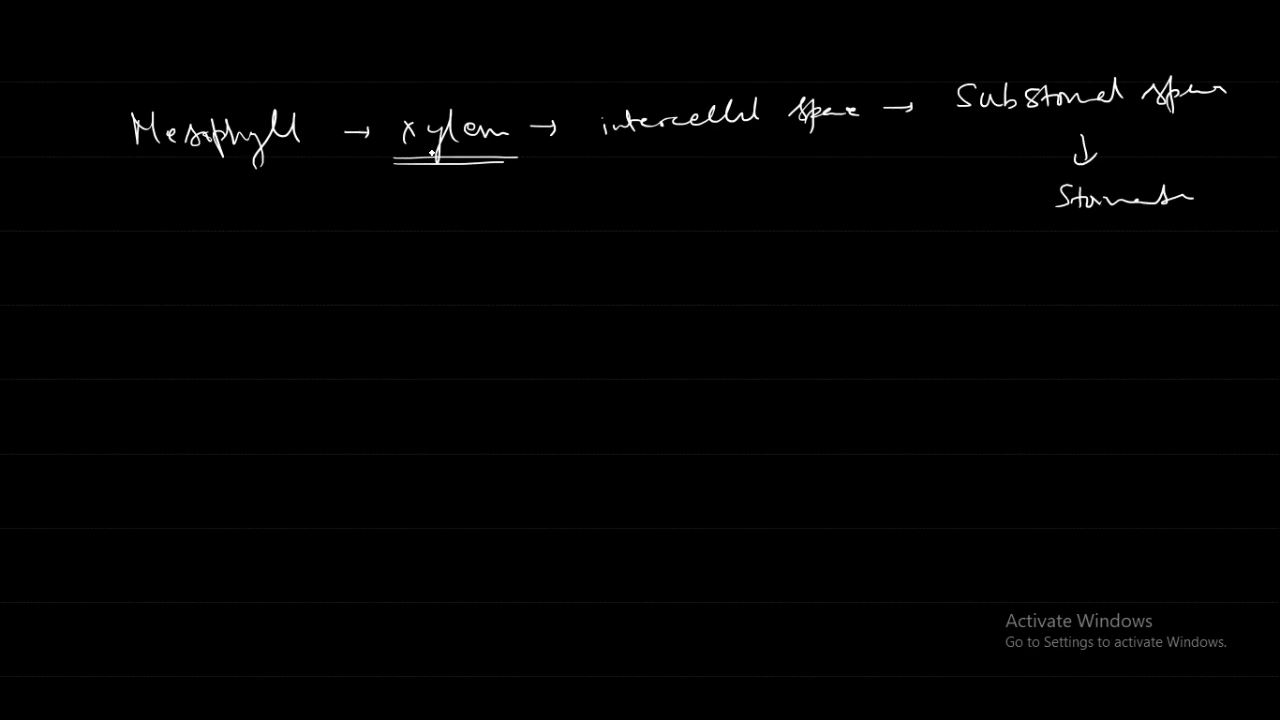 Mesophyll → xylem → intercellul space → Substomal space
↓
Stomata
Activate Windows
Go to Settings to activate Windows.